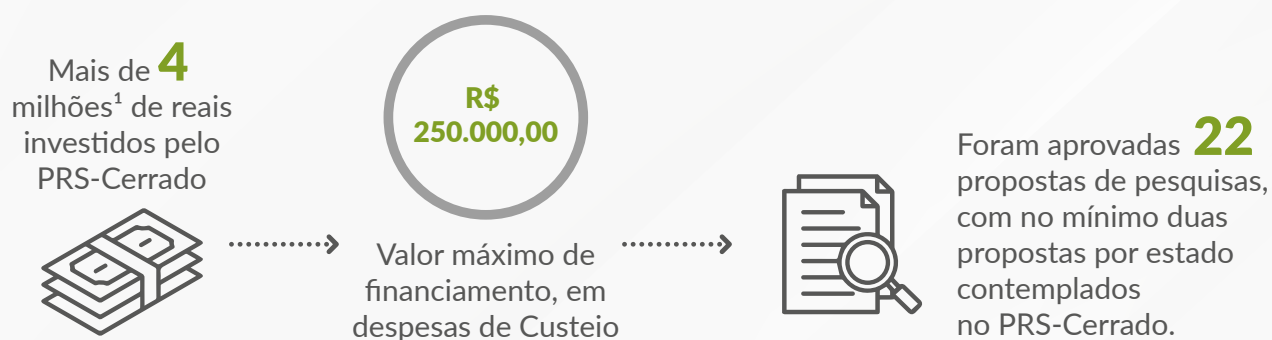 Mais de 4
milhões¹ de reais
investidos pelo
PRS-Cerrado
R$
250.000,00
Valor máximo de
financiamento, em
despesas de Custeio
Foram aprovadas 22
propostas de pesquisas,
com no mínimo duas
propostas por estado
contemplados
no PRS-Cerrado.